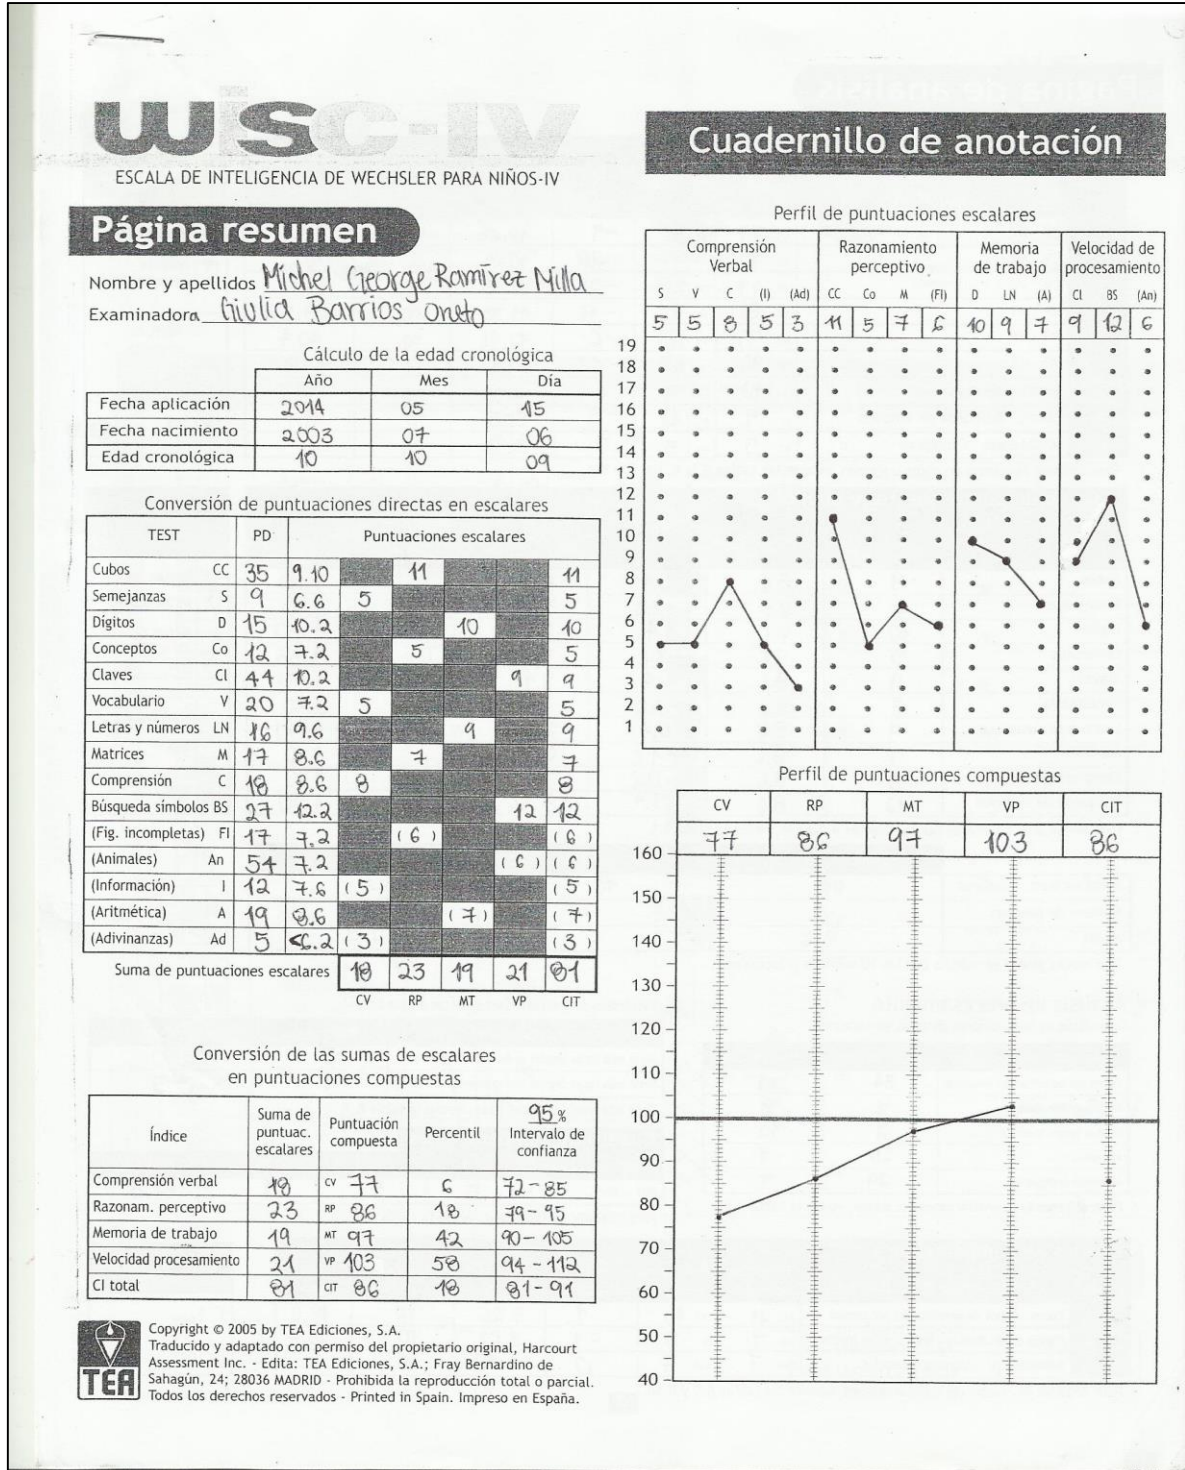 WISC-IV
ESCALA DE INTELIGENCIA DE WECHSLER PARA NIÑOS-IV
Página resumen
Nombre y apellidos Michel George Ramírez Milla
Examinadora Giulia Barrios Oneto
Cálculo de la edad cronológica
Año Mes Día
Fecha aplicación 2014 05 15
Fecha nacimiento 2003 07 06
Edad cronológica 10 10 09
Conversión de puntuaciones directas en escalares
TEST PD Puntuaciones escalares
Cubos CC 35 9.10 11 11
Semejanzas S 9 6.6 5 5
Dígitos D 15 10.2 10 10
Conceptos Co 12 7.2 5 5
Claves Cl 44 10.2 9 9
Vocabulario V 20 7.2 5 5
Letras y números LN 16 9.6 9 9
Matrices M 17 8.6 7 7
Comprensión C 18 8.6 8 8
Búsqueda símbolos BS 27 12.2 12 12
(Fig. incompletas) FI 17 7.2 (6) (6)
(Animales) An 54 7.2 (6) (6)
(Información) I 12 7.6 (5) (5)
(Aritmética) A 19 8.6 (7) (7)
(Adivinanzas) Ad 5 <6.2 (3) (3)
Suma de puntuaciones escalares 18 23 19 21 81
CV RP MT VP CIT
Conversión de las sumas de escalares
en puntuaciones compuestas
Índice Suma de puntuac. escalares Puntuación compuesta Percentil 95% Intervalo de confianza
Comprensión verbal 18 CV 77 6 72-85
Razonam. perceptivo 23 RP 86 18 79-95
Memoria de trabajo 19 MT 97 42 90-105
Velocidad procesamiento 21 VP 103 58 94-112
CI total 81 CIT 86 18 81-91
TEA
Copyright © 2005 by TEA Ediciones, S.A.
Traducido y adaptado con permiso del propietario original, Harcourt
Assessment Inc. - Edita: TEA Ediciones, S.A.; Fray Bernardino de
Sahagún, 24; 28036 MADRID - Prohibida la reproducción total o parcial.
Todos los derechos reservados - Printed in Spain. Impreso en España.
Cuadernillo de anotación
Perfil de puntuaciones escalares
Comprensión Verbal Razonamiento perceptivo Memoria de trabajo Velocidad de procesamiento
S V C (I) (Ad) CC Co M (FI) D LN (A) Cl BS (An)
5 5 8 5 3 11 5 7 6 10 9 7 9 12 6
19
18
17
16
15
14
13
12
11
10
9
8
7
6
5
4
3
2
1
Perfil de puntuaciones compuestas
CV RP MT VP CIT
77 86 97 103 86
160
150
140
130
120
110
100
90
80
70
60
50
40